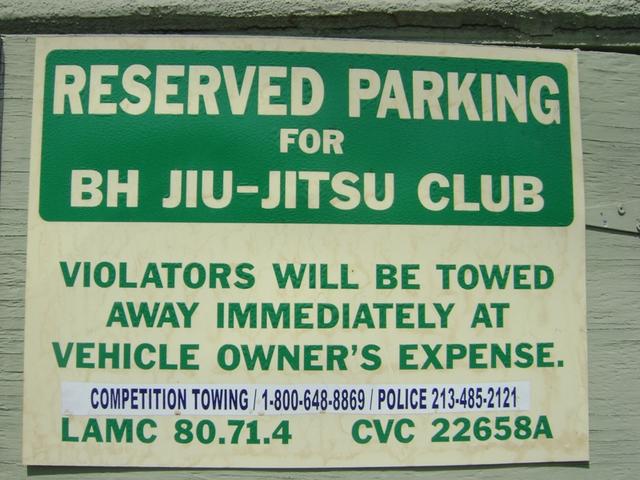 RESERVED PARKING
FOR
BH JIU-JITSU CLUB
VIOLATORS WILL BE TOWED
AWAY IMMEDIATELY AT
VEHICLE OWNER'S EXPENSE.
COMPETITION TOWING / 1-800-648-8869 / POLICE 213-485-2121
LAMC 80.71.4 CVC 22658A